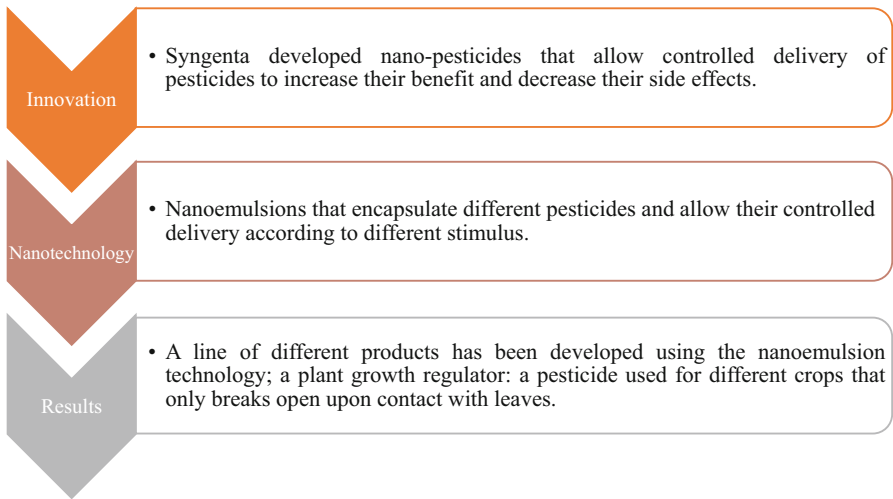 Innovation
• Syngenta developed nano-pesticides that allow controlled delivery of
pesticides to increase their benefit and decrease their side effects.
Nanotechnology
• Nanoemulsions that encapsulate different pesticides and allow their controlled
delivery according to different stimulus.
Results
• A line of different products has been developed using the nanoemulsion
technology; a plant growth regulator: a pesticide used for different crops that
only breaks open upon contact with leaves.